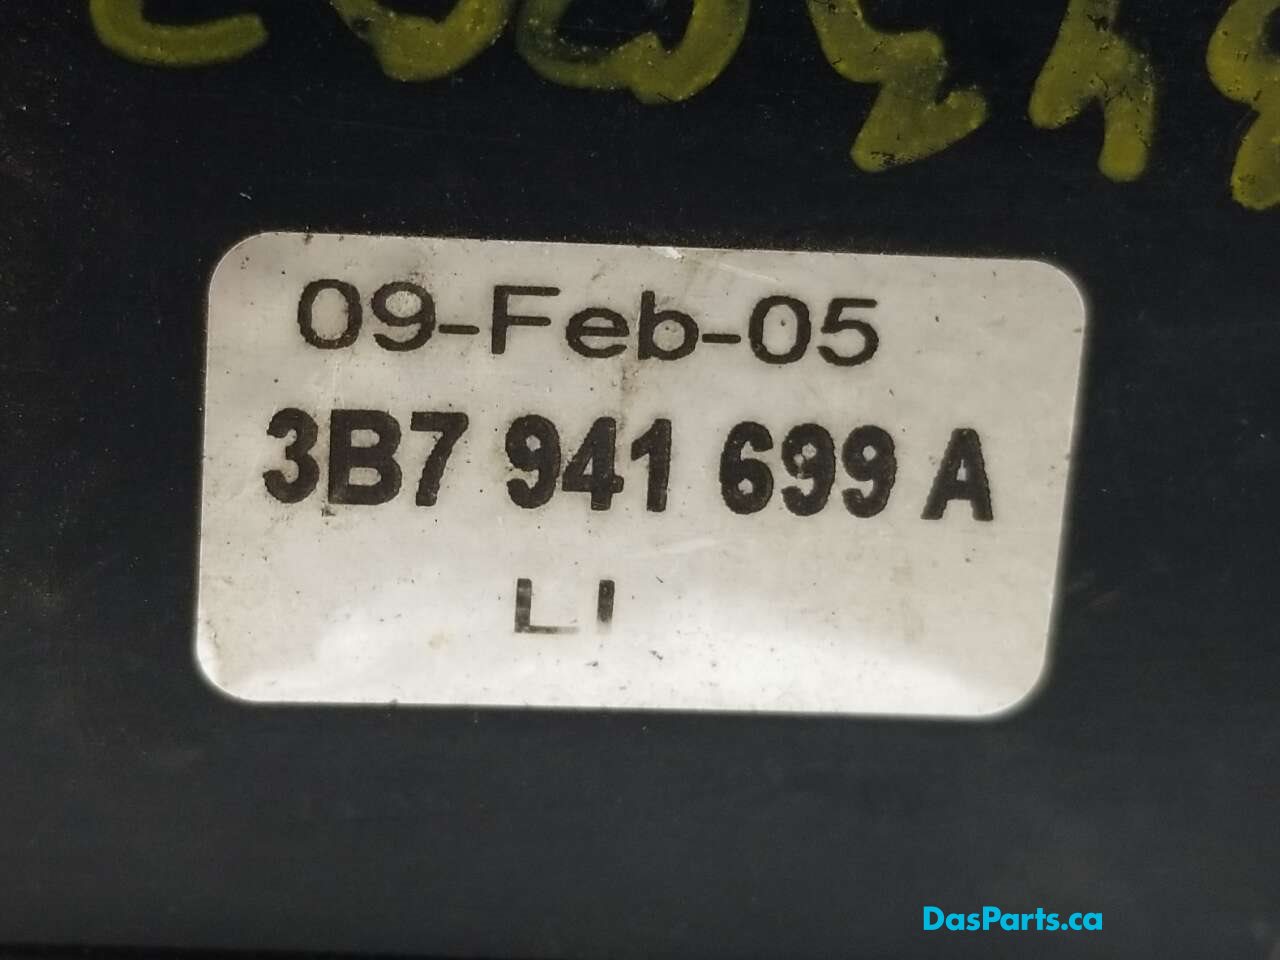 09-Feb-05
3B7 941 699 A
LI
DasParts.ca